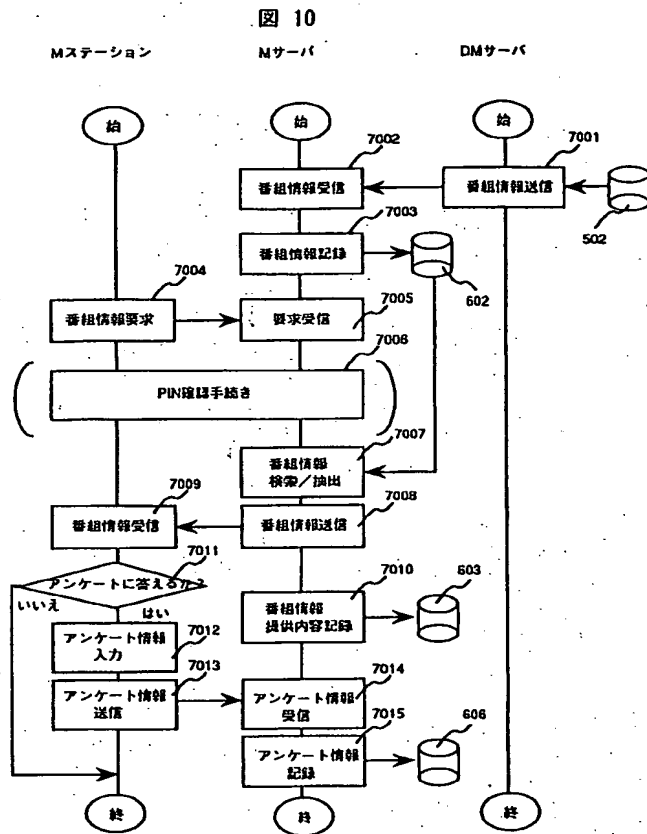 図 10
Mステーション
Mサーバ
DMサーバ
始
始
始
7002
7001
番組情報受信
番組情報送信
7003
502
番組情報記録
7004
602
番組情報要求
7005
要求受信
7006
PIN確認手続き
7007
番組情報
検索/抽出
7009
7008
番組情報受信
番組情報送信
7011
アンケートに答えるか?
7010
603
いいえ
はい
番組情報
提供内容記録
7012
アンケート情報
入力
7013
7014
アンケート情報
送信
アンケート情報
受信
7015
606
アンケート情報
記録
終
終
終